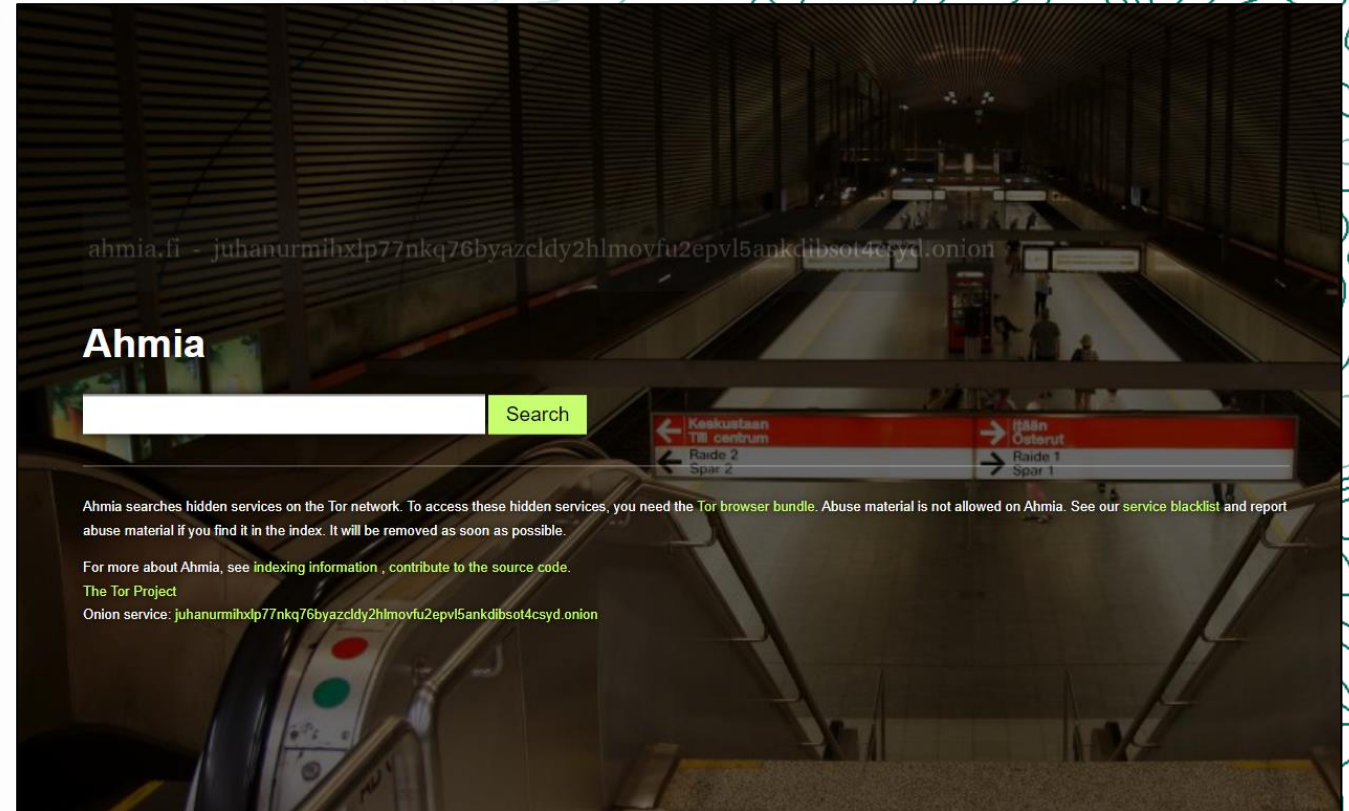 ahmia.fi - juhanurmihxlp77nkq76byazcldy2hlmovfu2epvl5ankdibsot4csyd.onion
Ahmia
Search
Keskustaan
Till centrum
Raide 2
Spar 2
Itään
Österut
Raide 1
Spar 1
Ahmia searches hidden services on the Tor network. To access these hidden services, you need the Tor browser bundle. Abuse material is not allowed on Ahmia. See our service blacklist and report
abuse material if you find it in the index. It will be removed as soon as possible.
For more about Ahmia, see indexing information , contribute to the source code.
The Tor Project
Onion service: juhanurmihxlp77nkq76byazcldy2hlmovfu2epvl5ankdibsot4csyd.onion